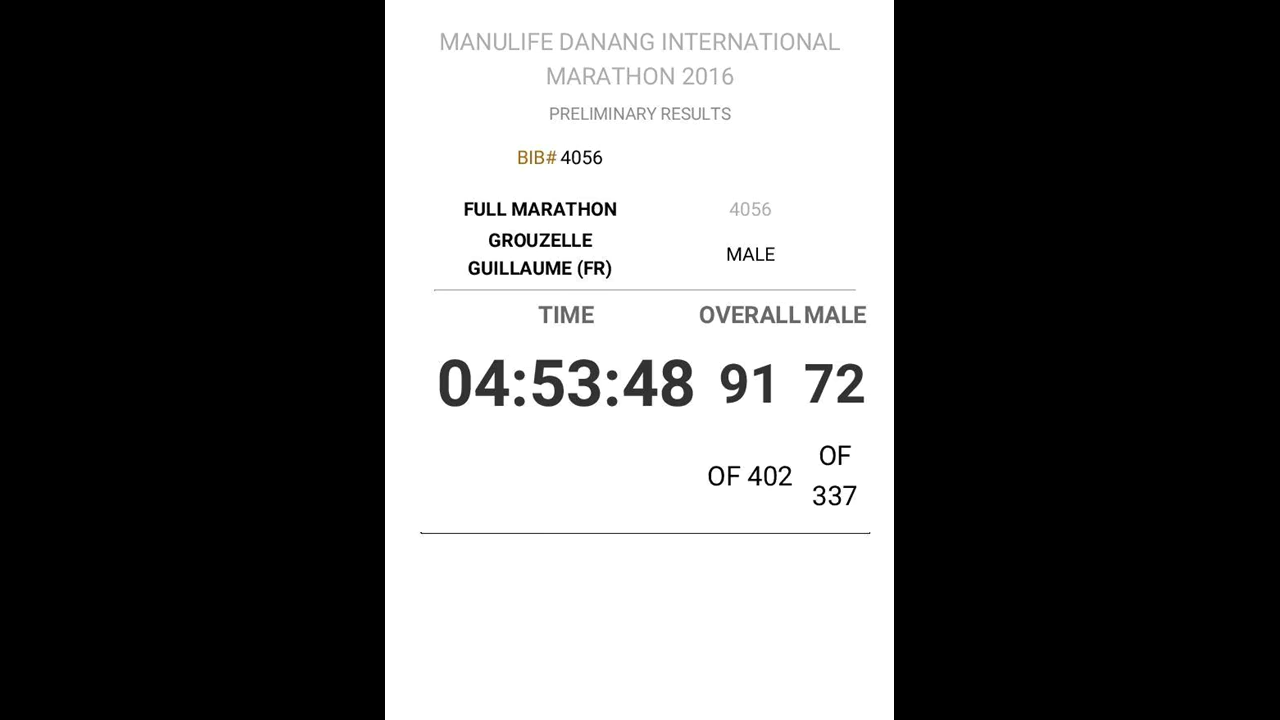 MANULIFE DANANG INTERNATIONAL
MARATHON 2016
PRELIMINARY RESULTS
BIB# 4056
FULL MARATHON 4056
GROUZELLE
GUILLAUME (FR) MALE
TIME OVERALL MALE
04:53:48 91 72
OF 402 OF
337